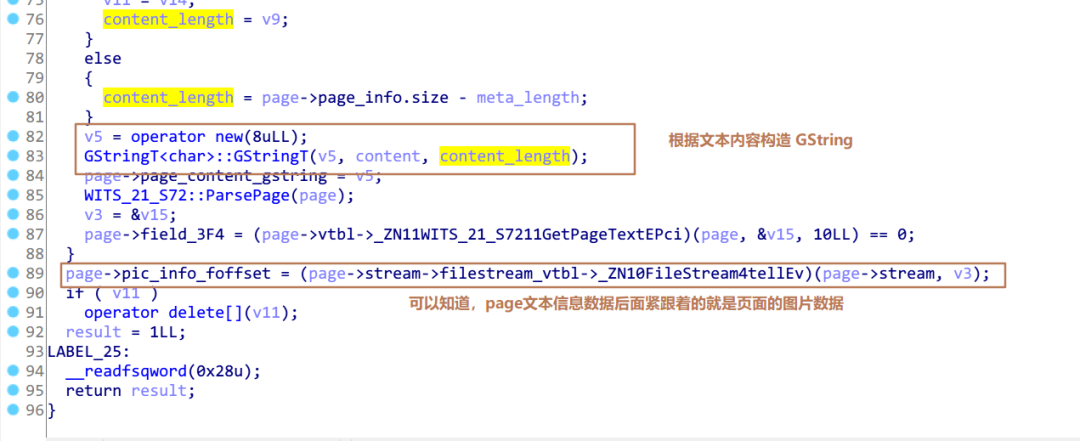 75 v11 = v14;
76 content_length = v9;
77 }
78 else
79 {
80 content_length = page->page_info.size - meta_length;
81 }
82 v5 = operator new(8uLL);
根据文本内容构造 GString
83 GStringT<char>::GStringT(v5, content, content_length);
84 page->page_content_gstring = v5;
85 WITS_21_S72::ParsePage(page);
86 v3 = &v15;
87 page->field_3F4 = (page->vtbl->_ZN11WITS_21_S7211GetPageTextEPci)(page, &v15, 10LL) == 0;
88 }
89 page->pic_info_foffset = (page->stream->filestream_vtbl->_ZN10FileStream4tellEv)(page->stream, v3);
90 if ( v11 )
可以知道，page文本信息数据后面紧跟着的就是页面的图片数据
91 operator delete[](v11);
92 result = 1LL;
93 LABEL_25:
94 __readfsqword(0x28u);
95 return result;
96 }